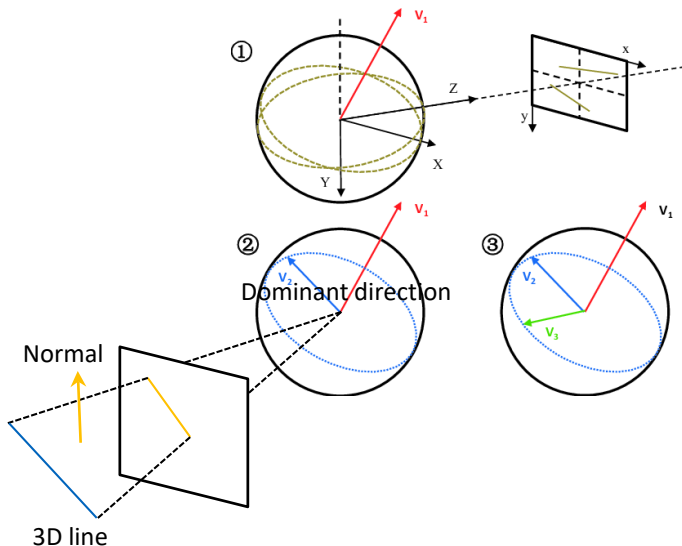 ①
V1
x
Z
y
X
Y
②
V1
③
V1
V2
V2
Dominant direction
V3
Normal
3D line